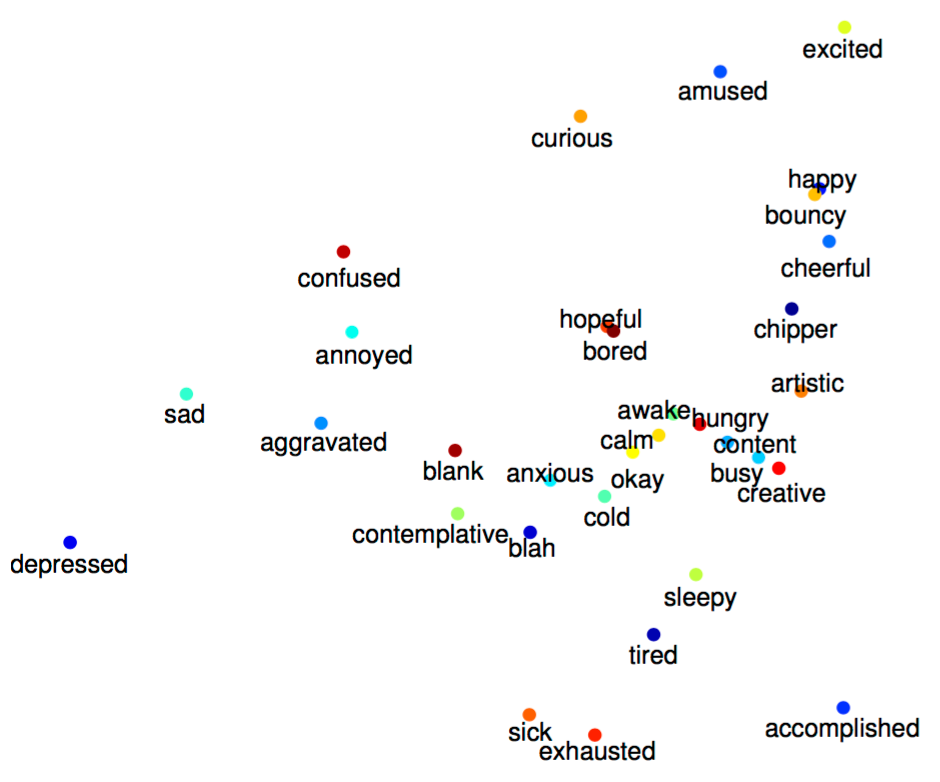 excited
amused
curious
happy
bouncy
cheerful
confused
hopeful
chipper
bored
annoyed
artistic
sad
awake
hungry
aggravated
calm
content
blank
anxious
okay
busy
creative
cold
contemplative
blah
depressed
sleepy
tired
sick
accomplished
exhausted